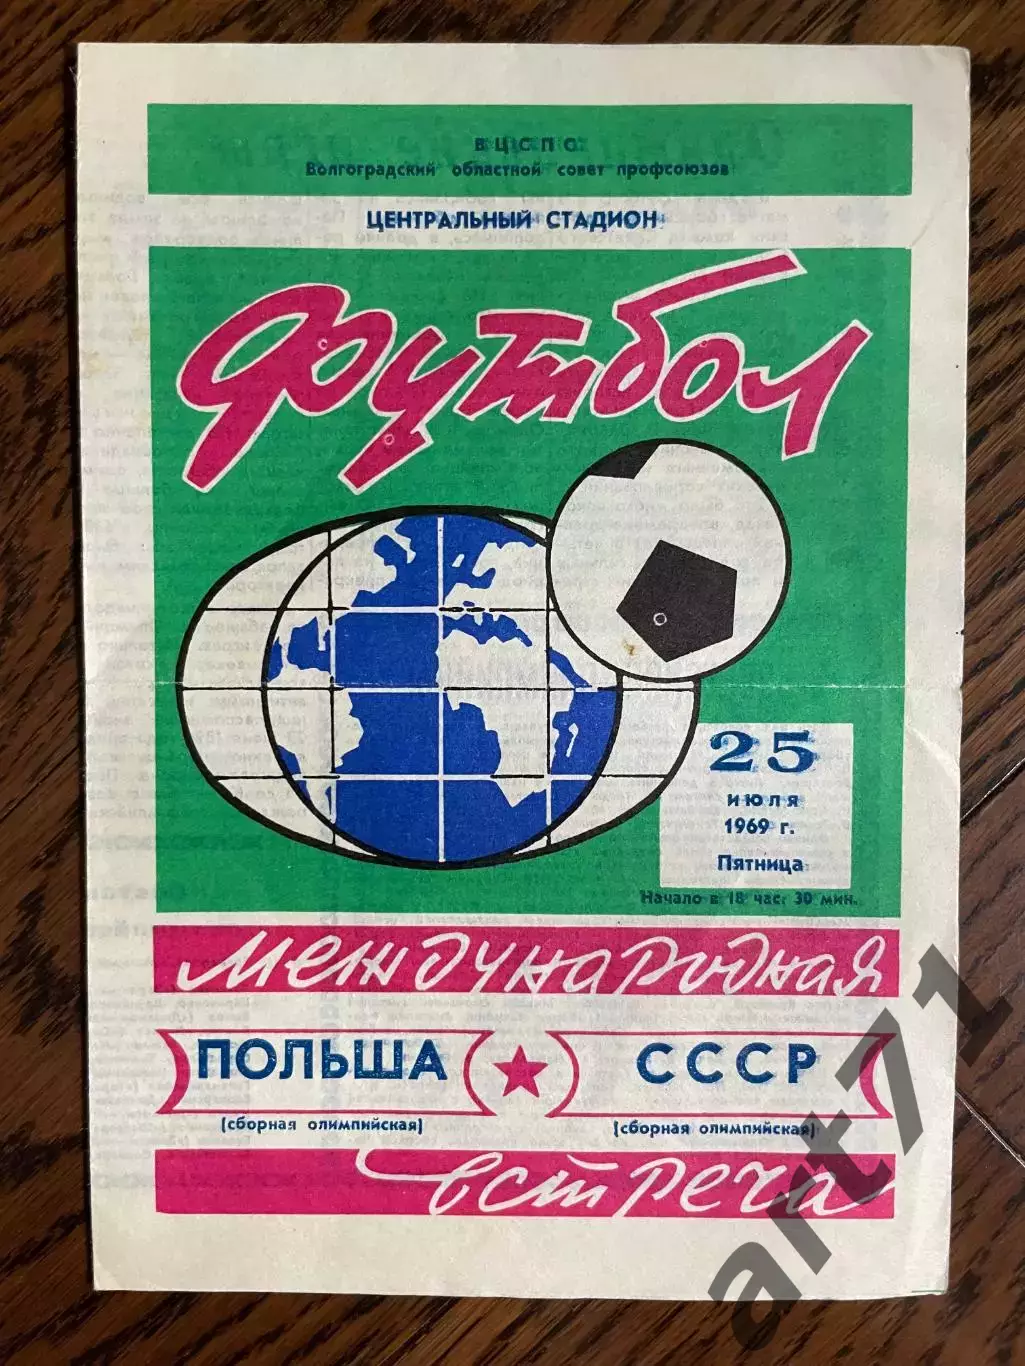 ВЦСПО
Волгоградский областной совет профсоюзов
ЦЕНТРАЛЬНЫЙ СТАДИОН
Футбол
25
июля
1969 г.
Пятница
Начало в 18 час. 30 мин.
Международная
ПОЛЬША СССР
(сборная олимпийская) (сборная олимпийская)
встреча
art71